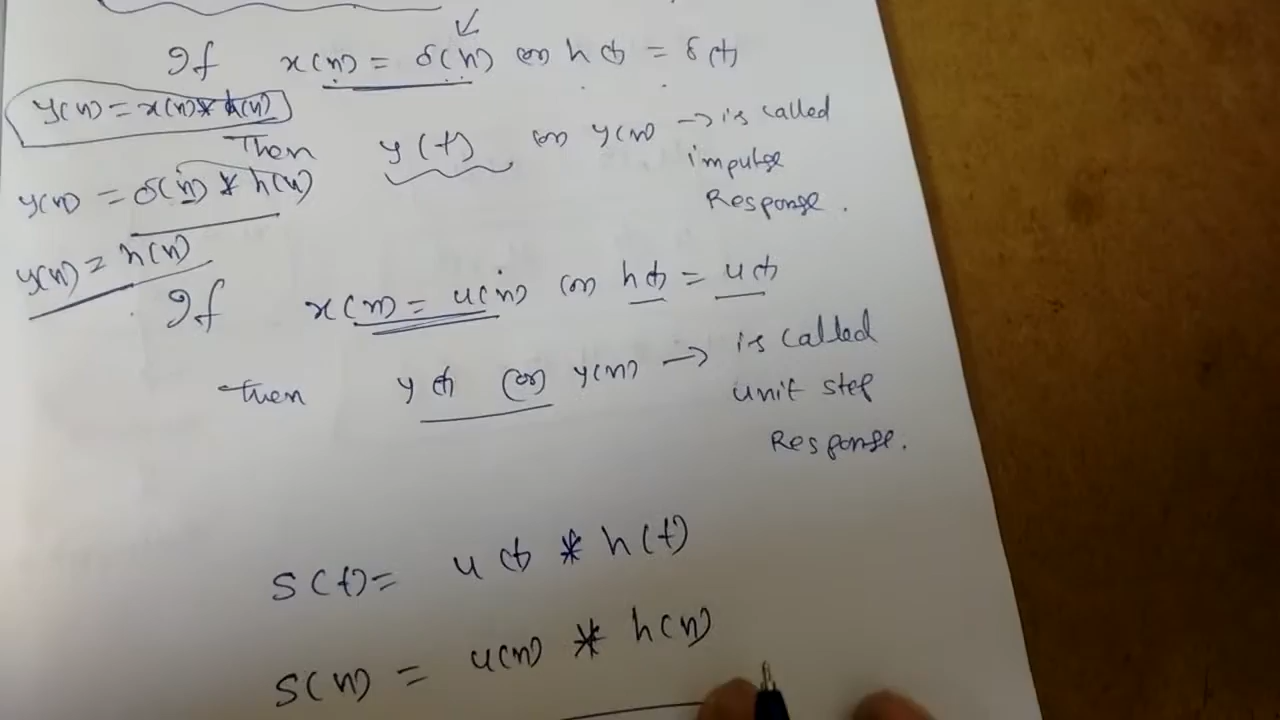 If x(n) = δ(n) (or) h(t) = δ(t)
y(n) = x(n) * h(n)
Then y(t) (or) y(n) → is called
impulse
Response.
y(n) = δ(n) * h(n)
y(n) = h(n)
If x(n) = u(n) (or) h(t) = u(t)
then y(t) (or) y(n) → is called
unit step
Response.
S(t) = u(t) * h(t)
S(n) = u(n) * h(n)